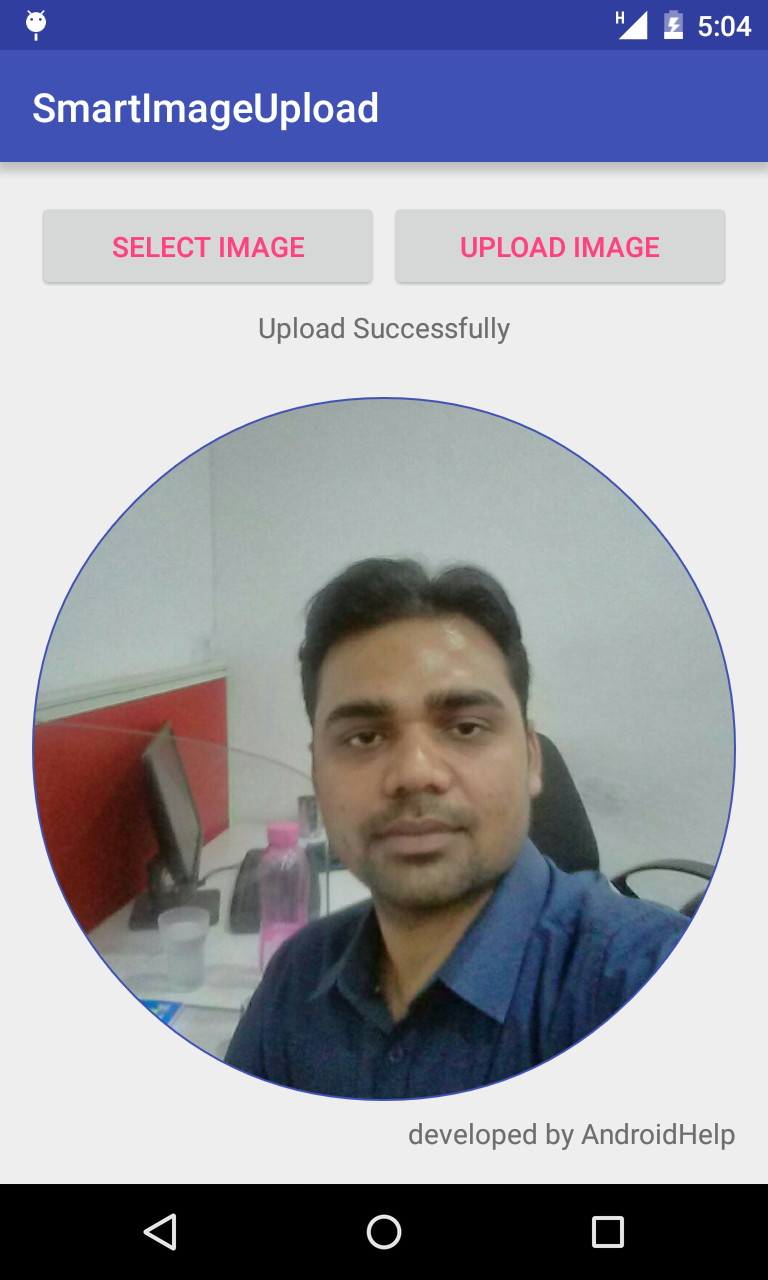 H 5:04
SmartImageUpload
SELECT IMAGE UPLOAD IMAGE
Upload Successfully
developed by AndroidHelp